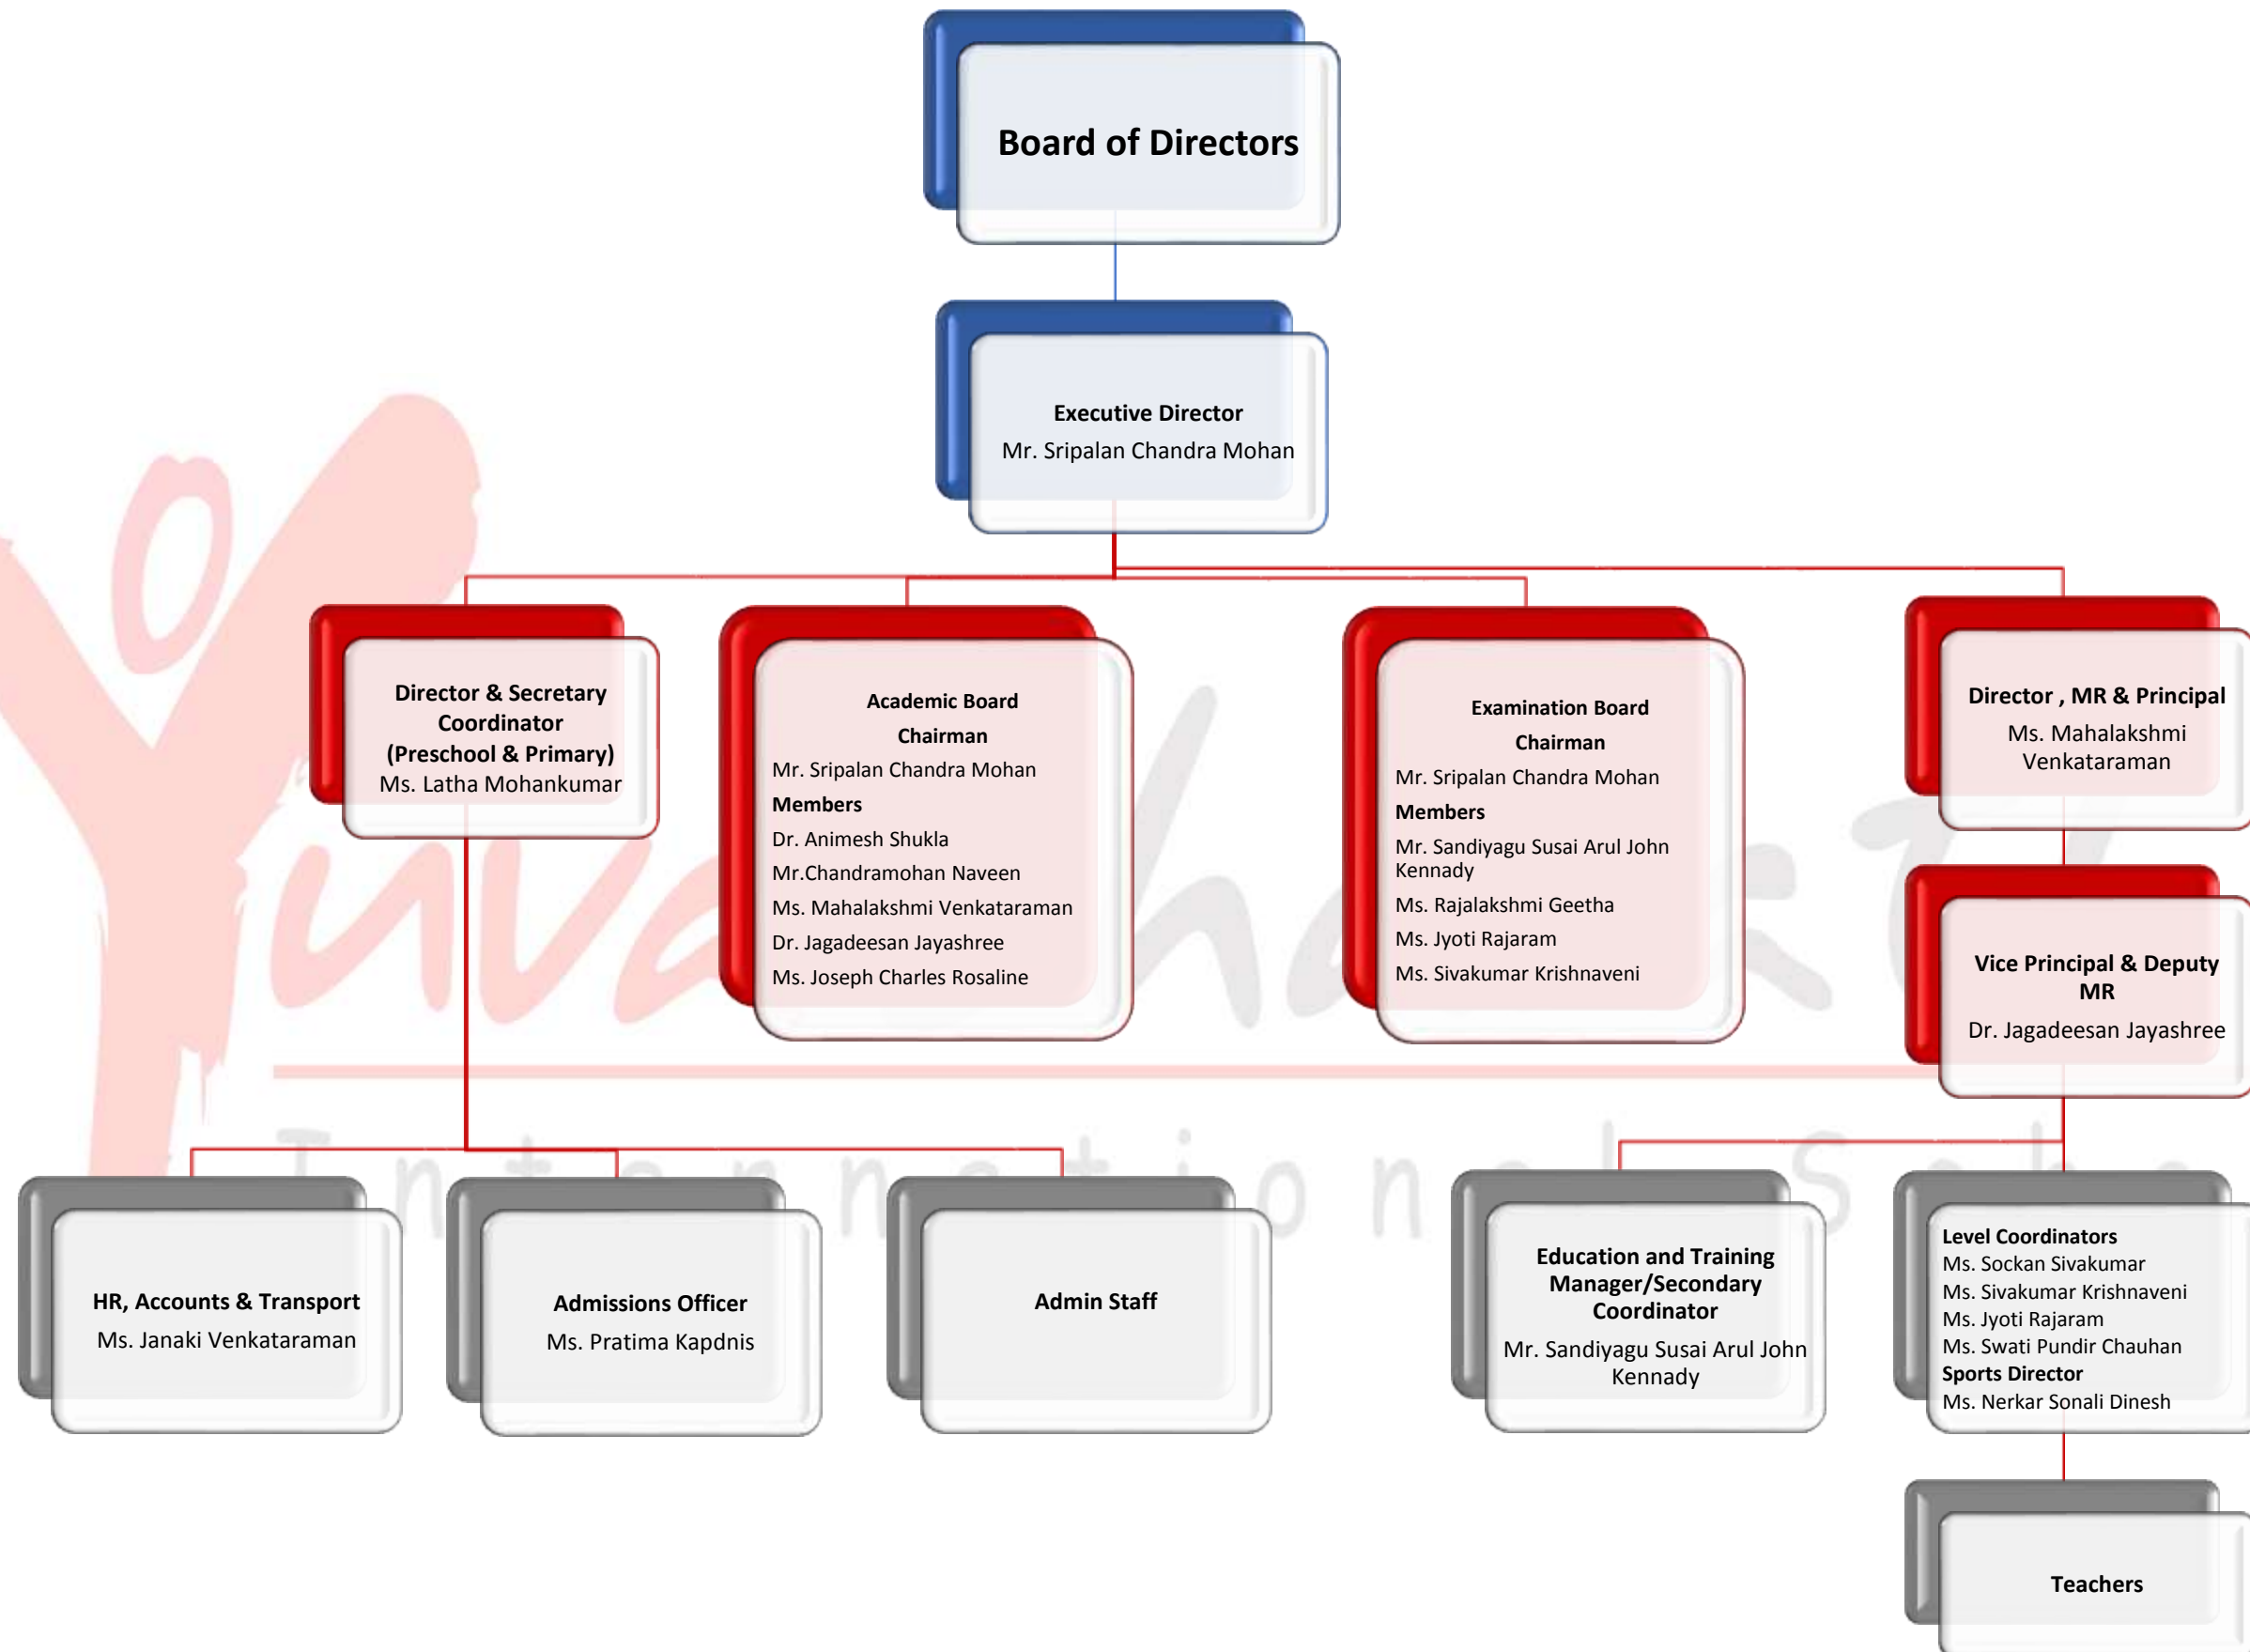 Board of Directors
Executive Director
Mr. Sripalan Chandra Mohan
Director & Secretary
Coordinator
(Preschool & Primary)
Ms. Latha Mohankumar
Academic Board
Chairman
Mr. Sripalan Chandra Mohan
Members
Dr. Animesh Shukla
Mr.Chandramohan Naveen
Ms. Mahalakshmi Venkataraman
Dr. Jagadeesan Jayashree
Ms. Joseph Charles Rosaline
Examination Board
Chairman
Mr. Sripalan Chandra Mohan
Members
Mr. Sandiyagu Susai Arul John
Kennady
Ms. Rajalakshmi Geetha
Ms. Jyoti Rajaram
Ms. Sivakumar Krishnaveni
Director , MR & Principal
Ms. Mahalakshmi
Venkataraman
Vice Principal & Deputy
MR
Dr. Jagadeesan Jayashree
HR, Accounts & Transport
Ms. Janaki Venkataraman
Admissions Officer
Ms. Pratima Kapdnis
Admin Staff
Education and Training
Manager/Secondary
Coordinator
Mr. Sandiyagu Susai Arul John
Kennady
Level Coordinators
Ms. Sockan Sivakumar
Ms. Sivakumar Krishnaveni
Ms. Jyoti Rajaram
Ms. Swati Pundir Chauhan
Sports Director
Ms. Nerkar Sonali Dinesh
Teachers